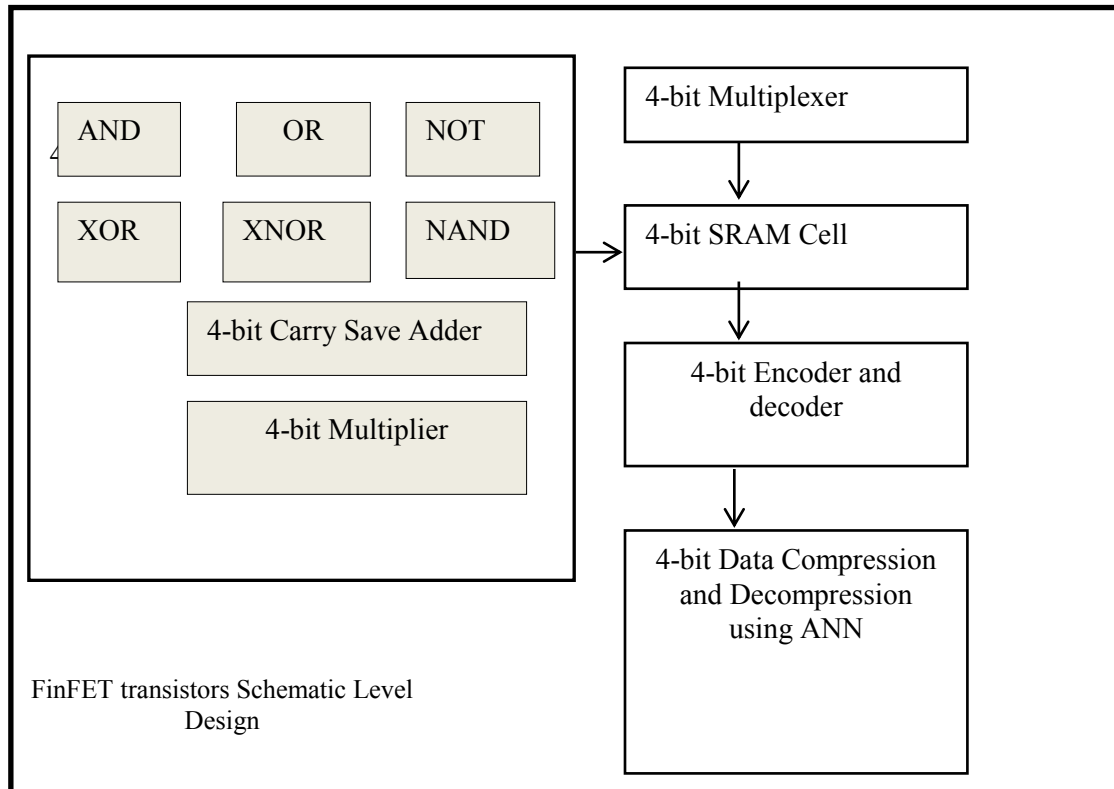 AND
OR
NOT
4
XOR
XNOR
NAND
4-bit Carry Save Adder
4-bit Multiplier
4-bit Multiplexer
4-bit SRAM Cell
4-bit Encoder and
decoder
4-bit Data Compression
and Decompression
using ANN
FinFET transistors Schematic Level
Design